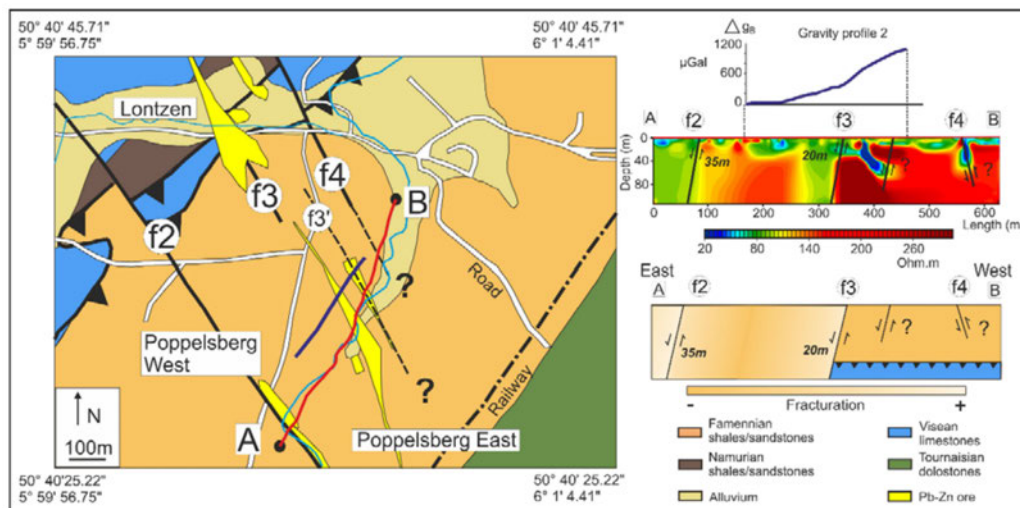 50° 40' 45.71"
5° 59' 56.75"
50° 40' 45.71"
6° 1' 4.41"
Lontzen
f3
f4
f3'
f2
B
?
Road
Poppelsberg
West
?
Railway
A
N
100m
Poppelsberg East
50° 40' 25.22"
5° 59' 56.75"
50° 40' 25.22"
6° 1' 4.41"
△gB
Gravity profile 2
μGal
1200
600
0
A
f2
f3
f4
B
Depth (m)
0
40
80
35m
20m
?
?
0
100
200
300
400
500
600
Length (m)
20
80
140
200
260
Ohm.m
East
West
A
f2
f3
f4
B
35m
20m
?
?
-
Fracturation
+
Famennian
shales/sandstones
Namurian
shales/sandstones
Alluvium
Visean
limestones
Tournaisian
dolostones
Pb-Zn ore